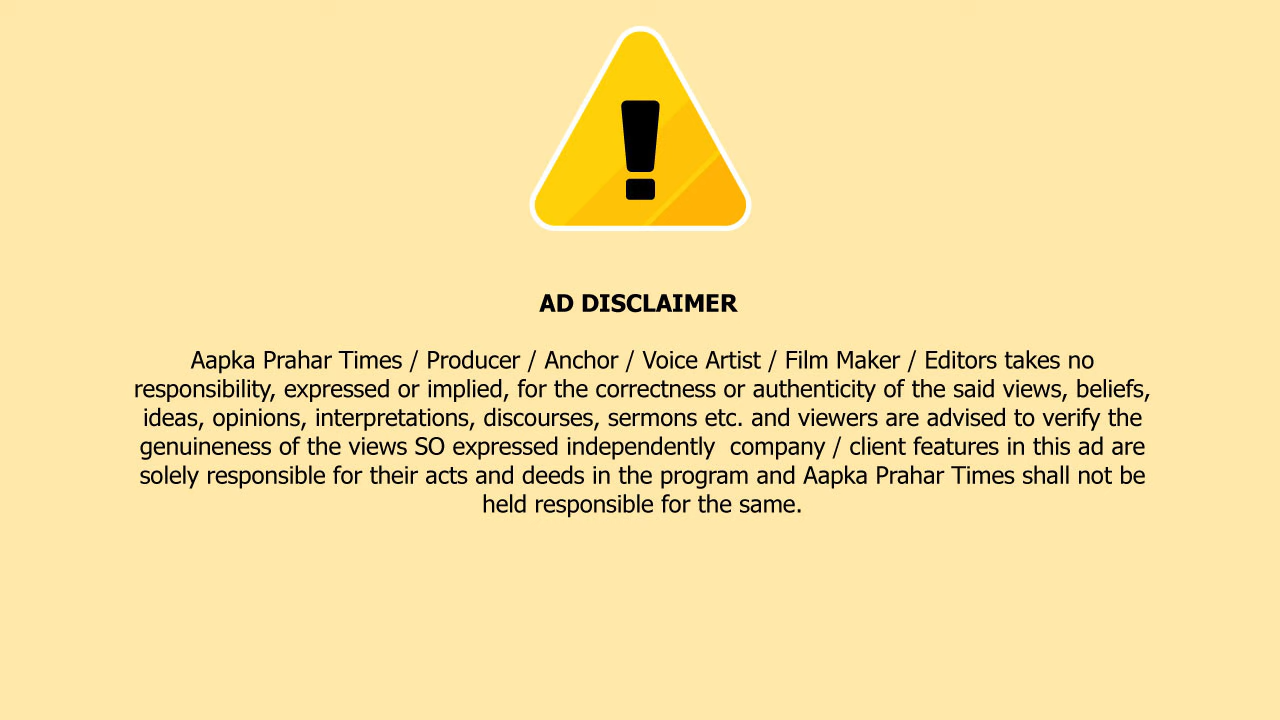 AD DISCLAIMER
Aapka Prahar Times / Producer / Anchor / Voice Artist / Film Maker / Editors takes no
responsibility, expressed or implied, for the correctness or authenticity of the said views, beliefs,
ideas, opinions, interpretations, discourses, sermons etc. and viewers are advised to verify the
genuineness of the views SO expressed independently  company / client features in this ad are
solely responsible for their acts and deeds in the program and Aapka Prahar Times shall not be
held responsible for the same.